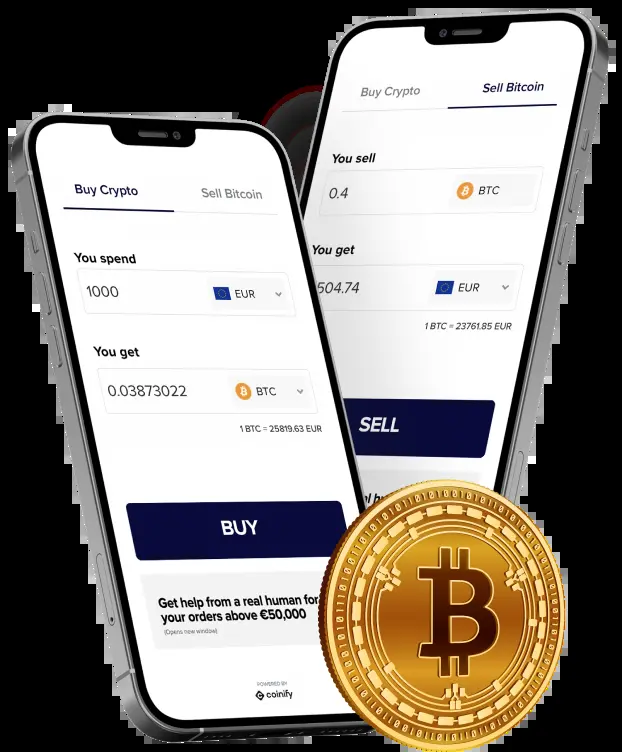 Buy Crypto
Sell Bitcoin
You spend
1000
EUR
You get
0.03873022
BTC
1 BTC = 25819.63 EUR
BUY
Get help from a real human for
your orders above €50,000
(Opens new window)
POWERED BY
coinify
Buy Crypto
Sell Bitcoin
You sell
0.4
BTC
You get
504.74
EUR
1 BTC = 23761.85 EUR
SELL